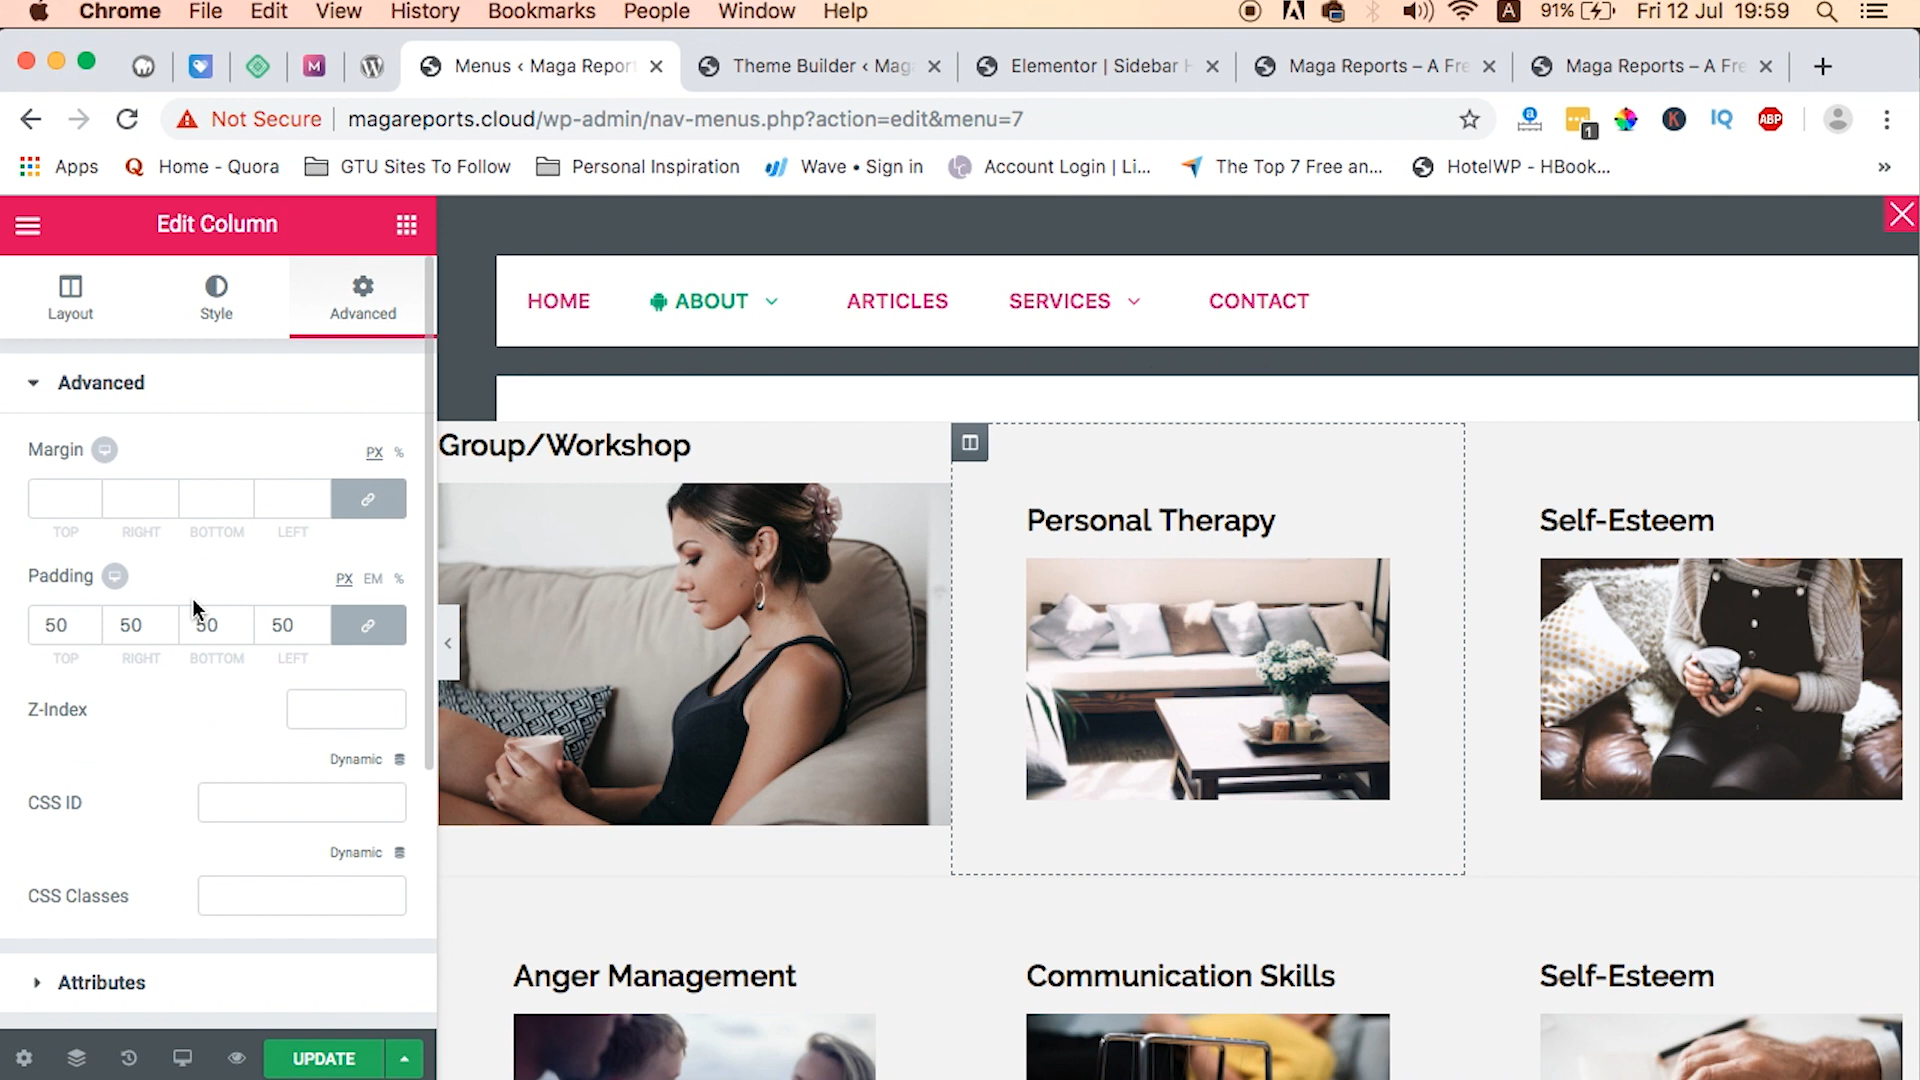 Chrome File Edit View History Bookmarks People Window Help 91% Fri 12 Jul 19:59
Menus ‹ Maga Repor Theme Builder ‹ Mag Elementor | Sidebar Maga Reports – A Fre Maga Reports – A Fre
Not Secure magareports.cloud/wp-admin/nav-menus.php?action=edit&menu=7 1 K IQ ABP
Apps Home - Quora GTU Sites To Follow Personal Inspiration Wave • Sign in Account Login | Li... The Top 7 Free an... HotelWP - HBook... »
Edit Column
Layout Style Advanced
HOME ABOUT ARTICLES SERVICES CONTACT
Advanced
Margin PX %
TOP RIGHT BOTTOM LEFT
Padding PX EM %
50 50 50 50
TOP RIGHT BOTTOM LEFT
Z-Index
Dynamic
CSS ID
Dynamic
CSS Classes
Attributes
UPDATE
Group/Workshop
Personal Therapy
Self-Esteem
Anger Management
Communication Skills
Self-Esteem